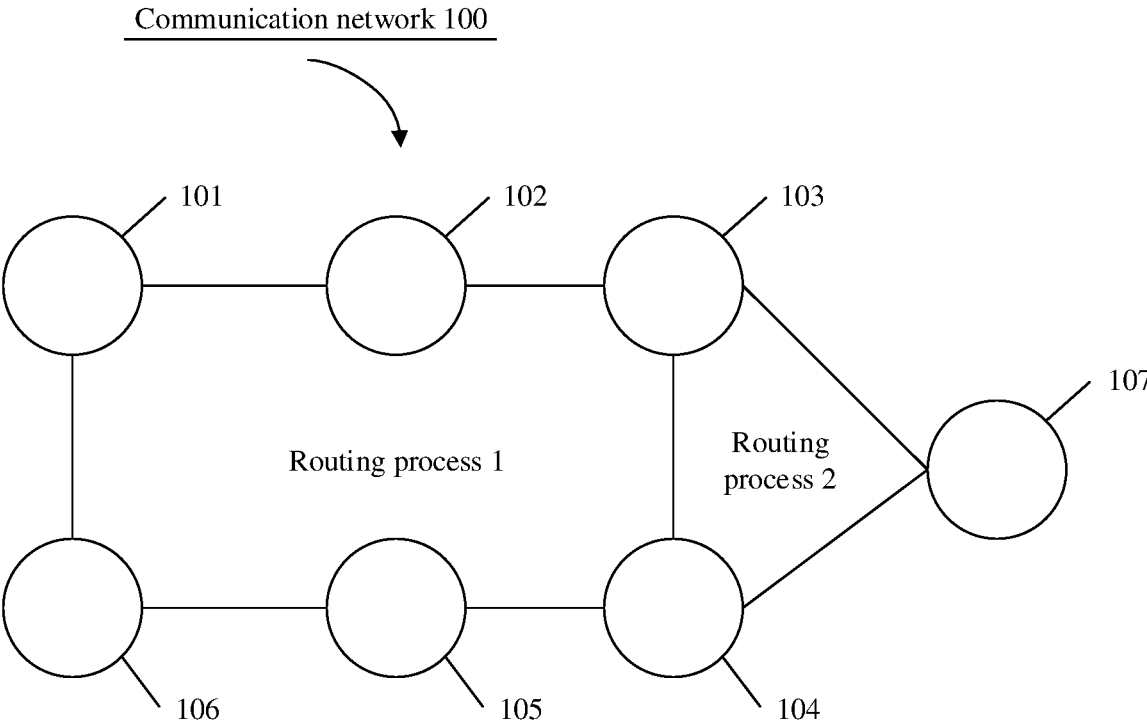 Communication network 100
101
102
103
107
Routing process 1
Routing
process 2
106
105
104